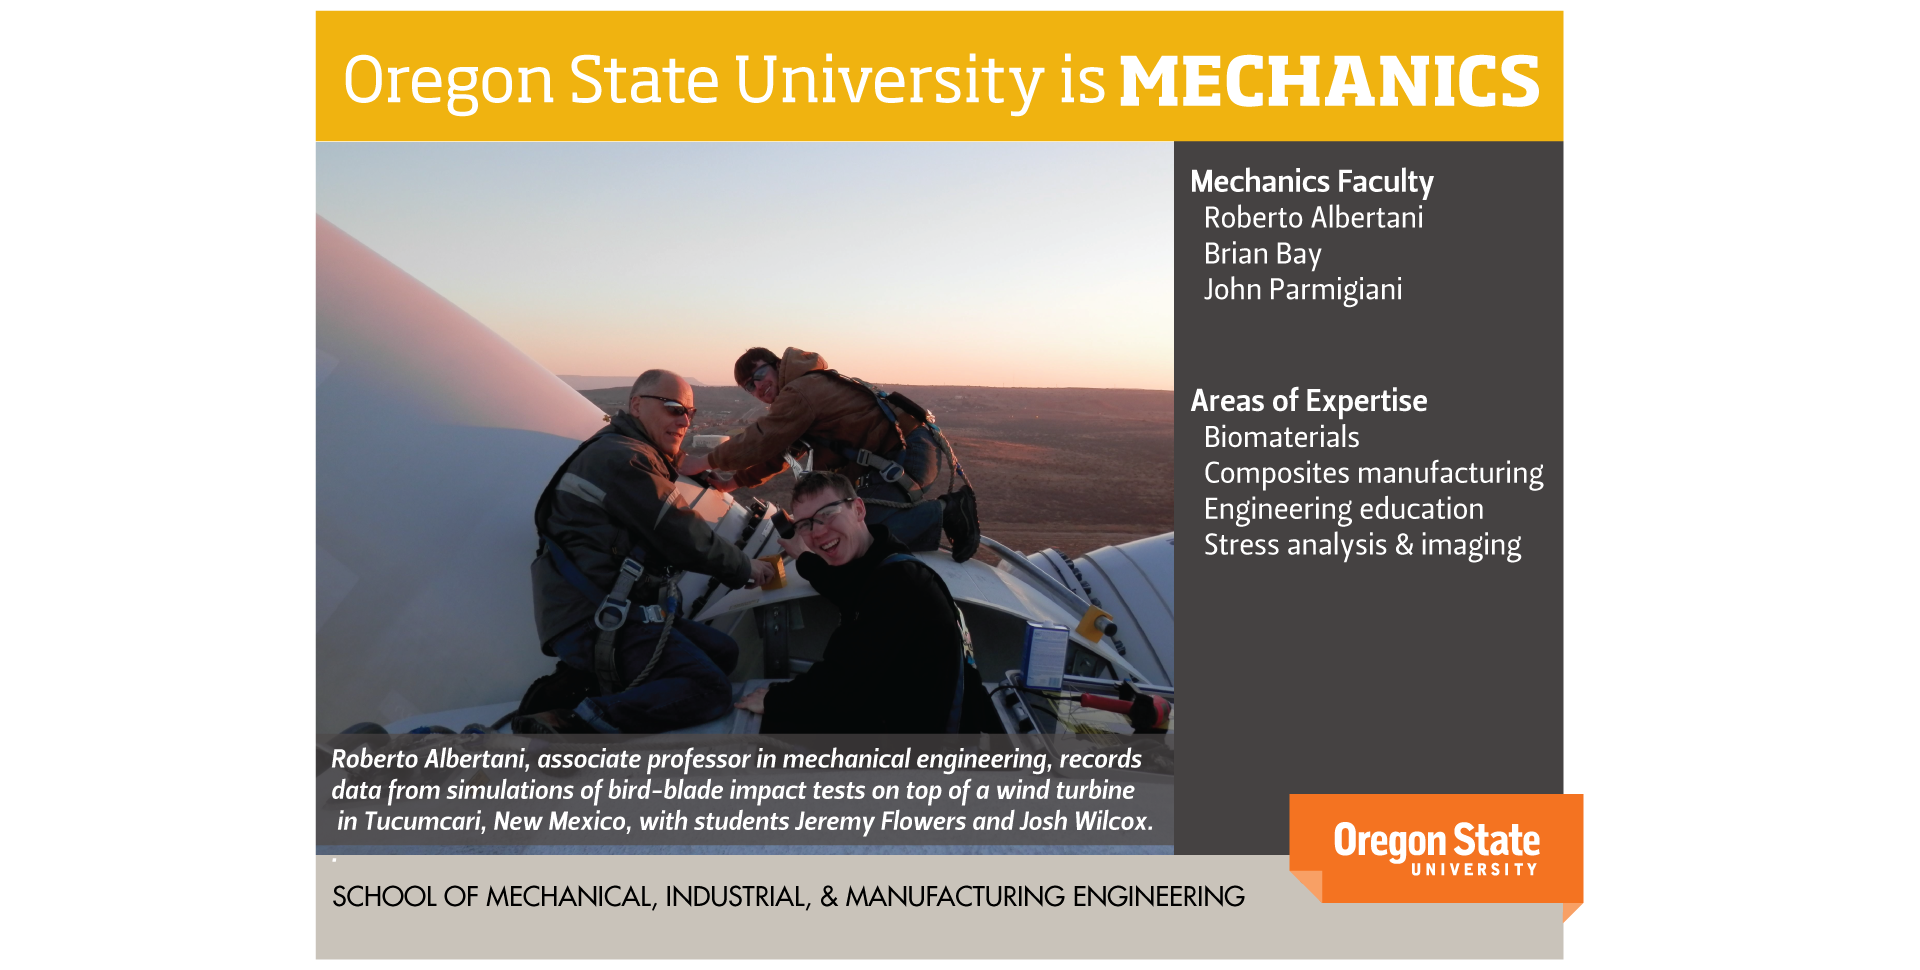 Oregon State University is MECHANICS
Mechanics Faculty
Roberto Albertani
Brian Bay
John Parmigiani
Areas of Expertise
Biomaterials
Composites manufacturing
Engineering education
Stress analysis & imaging
Roberto Albertani, associate professor in mechanical engineering, records
data from simulations of bird-blade impact tests on top of a wind turbine
in Tucumcari, New Mexico, with students Jeremy Flowers and Josh Wilcox.
.
SCHOOL OF MECHANICAL, INDUSTRIAL, & MANUFACTURING ENGINEERING
Oregon State
UNIVERSITY